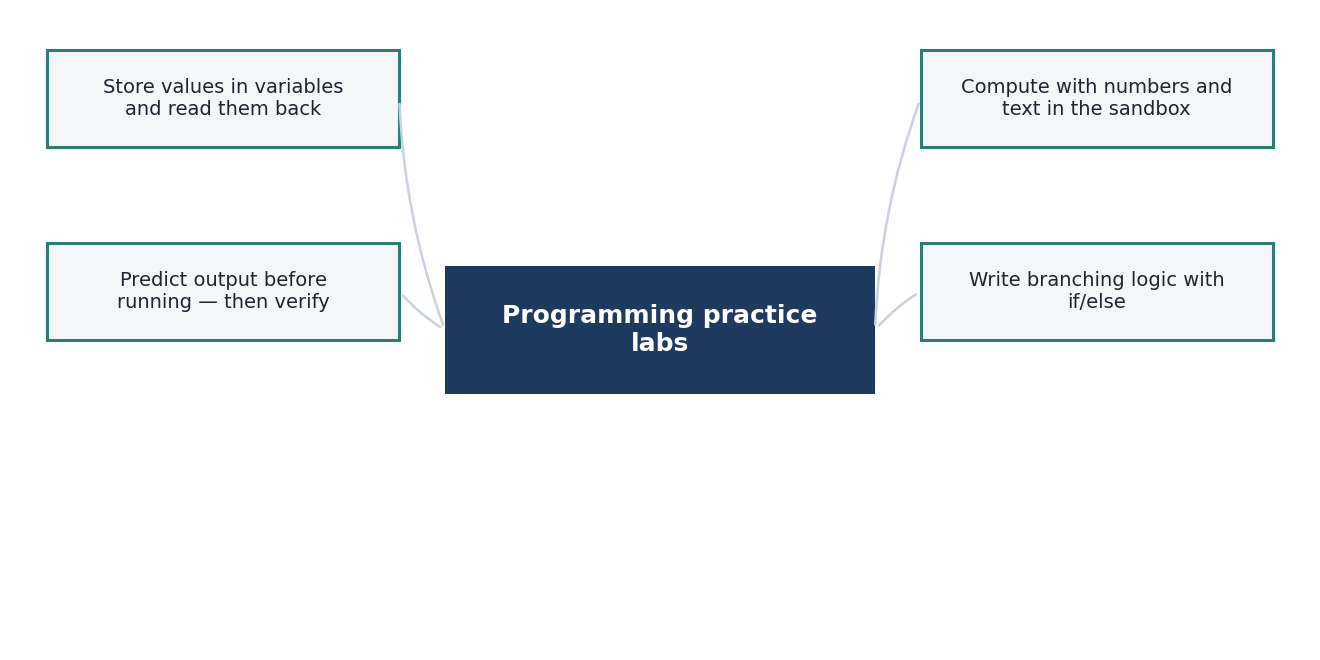 Store values in variables
and read them back
Compute with numbers and
text in the sandbox
Predict output before
running — then verify
Write branching logic with
if/else
Programming practice
labs